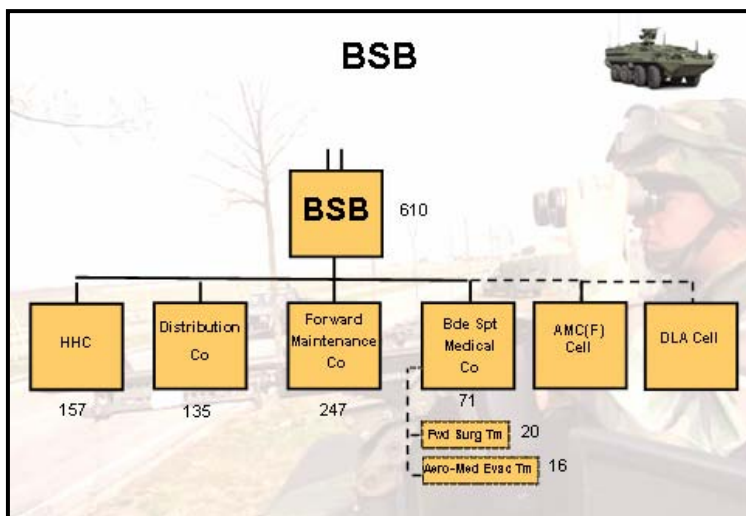 BSB
BSB
610
HHC
Distribution
Co
Forward
Maintenance
Co
Bde Spt
Medical
Co
AMC(F)
Cell
DLA Cell
157
135
247
71
Fwd Surg Tm
20
Aero-Med Evac Tm
16